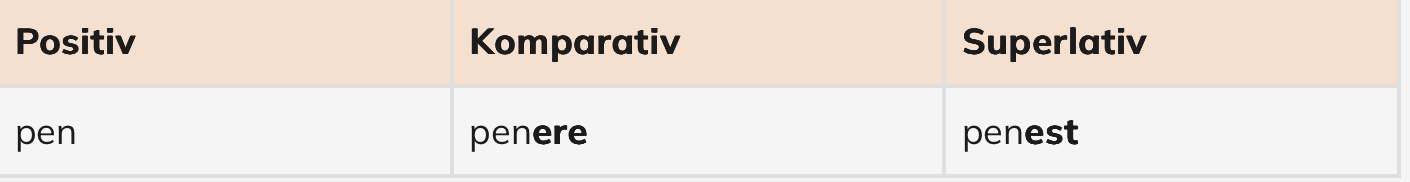 Positiv Komparativ Superlativ
pen penere penest